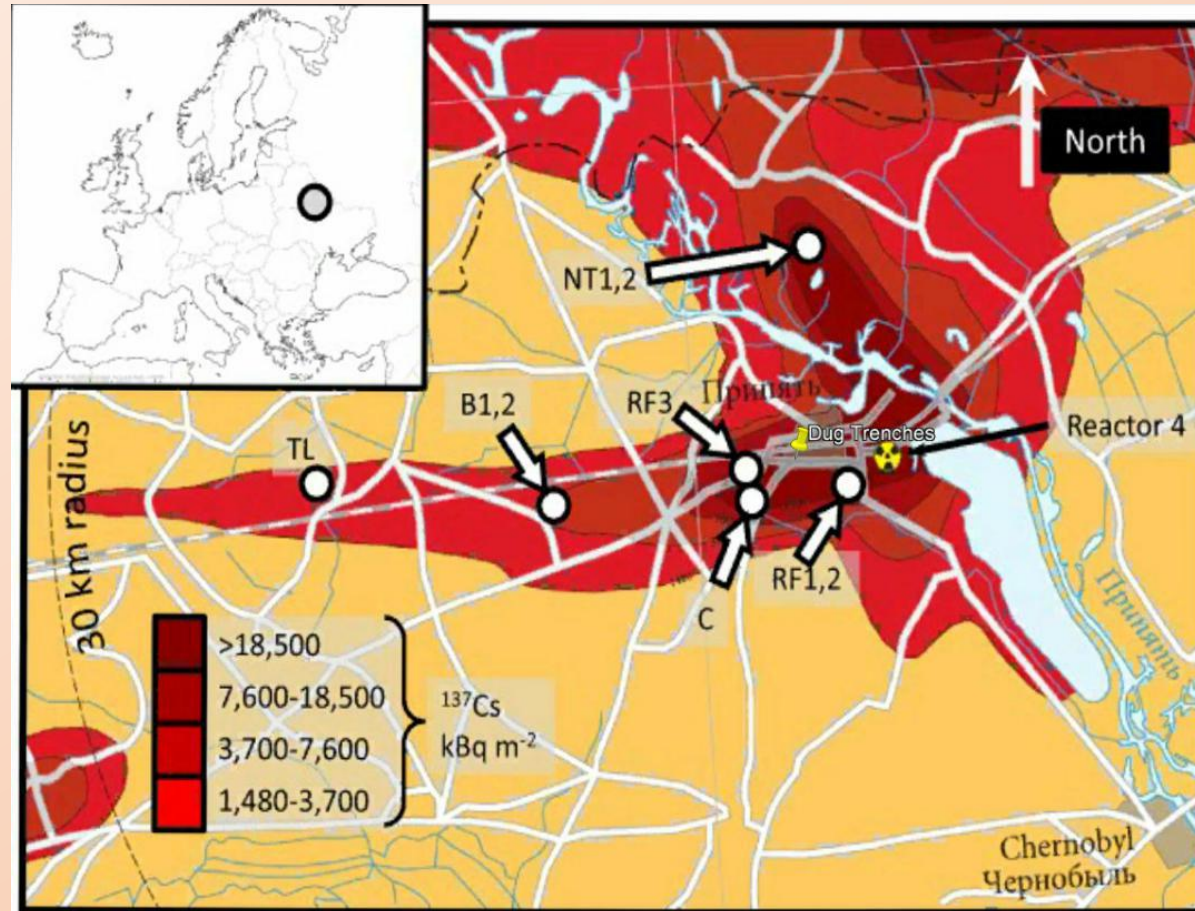 North
NT1,2
Припять
RF3
B1,2
Dug Trenches
Reactor 4
TL
30 km radius
RF1,2
C
Припять
>18,500
7,600-18,500
3,700-7,600
1,480-3,700
¹³⁷Cs
kBq m⁻²
Chernobyl
Чернобыль